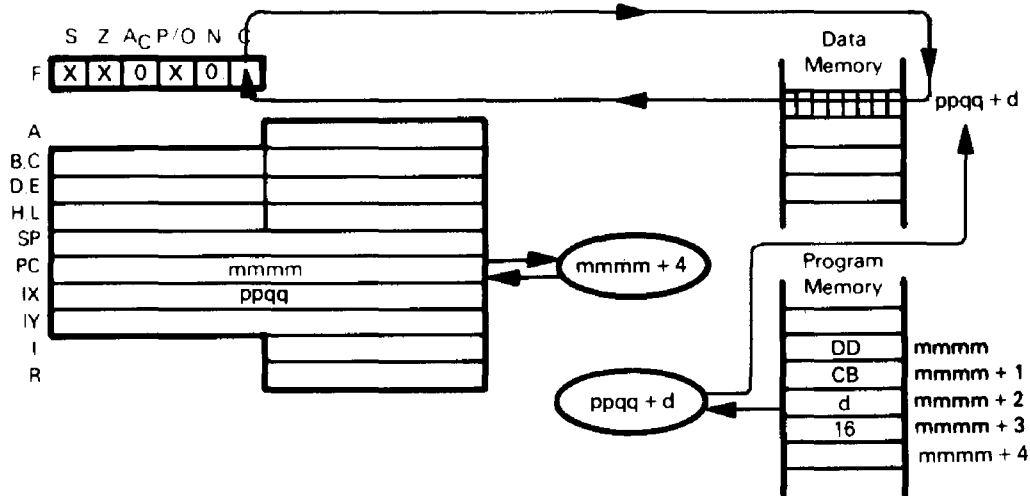 S Z AC P/O N C
F X X 0 X 0
Data
Memory
ppqq + d
A
B,C
D,E
H,L
SP
PC mmmm
mmmm + 4
IX ppqq
IY
I
R
ppqq + d
Program
Memory
DD mmmm
CB mmmm + 1
d mmmm + 2
16 mmmm + 3
mmmm + 4